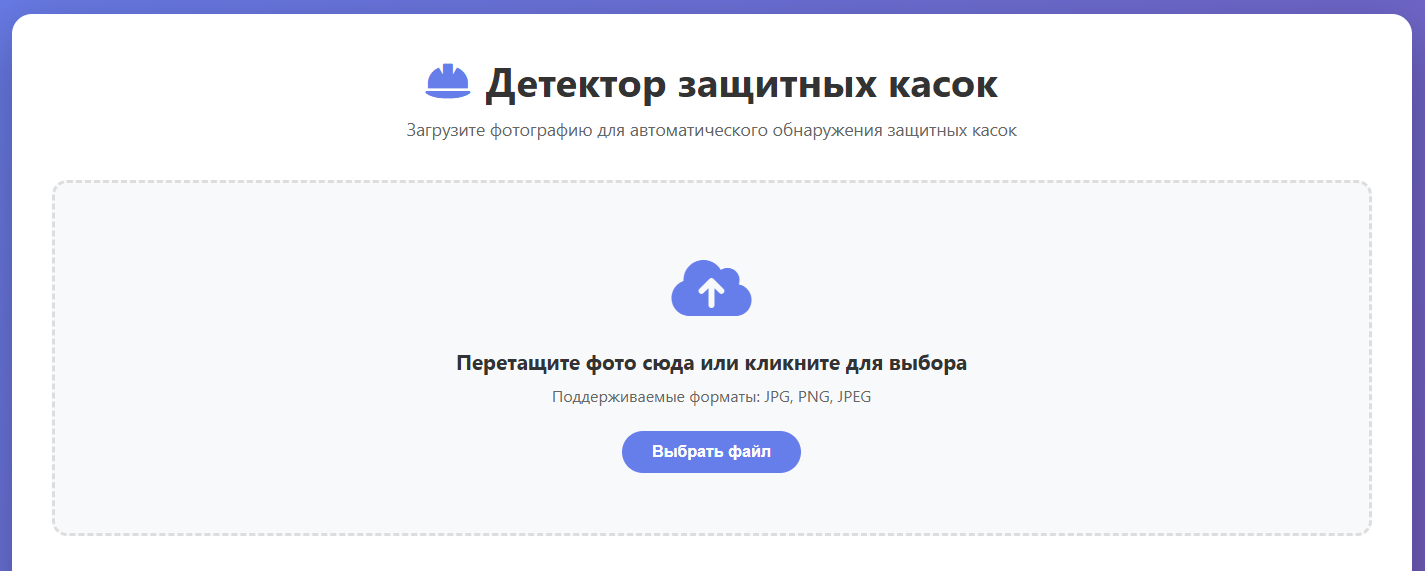 Детектор защитных касок
Загрузите фотографию для автоматического обнаружения защитных касок
Перетащите фото сюда или кликните для выбора
Поддерживаемые форматы: JPG, PNG, JPEG
Выбрать файл